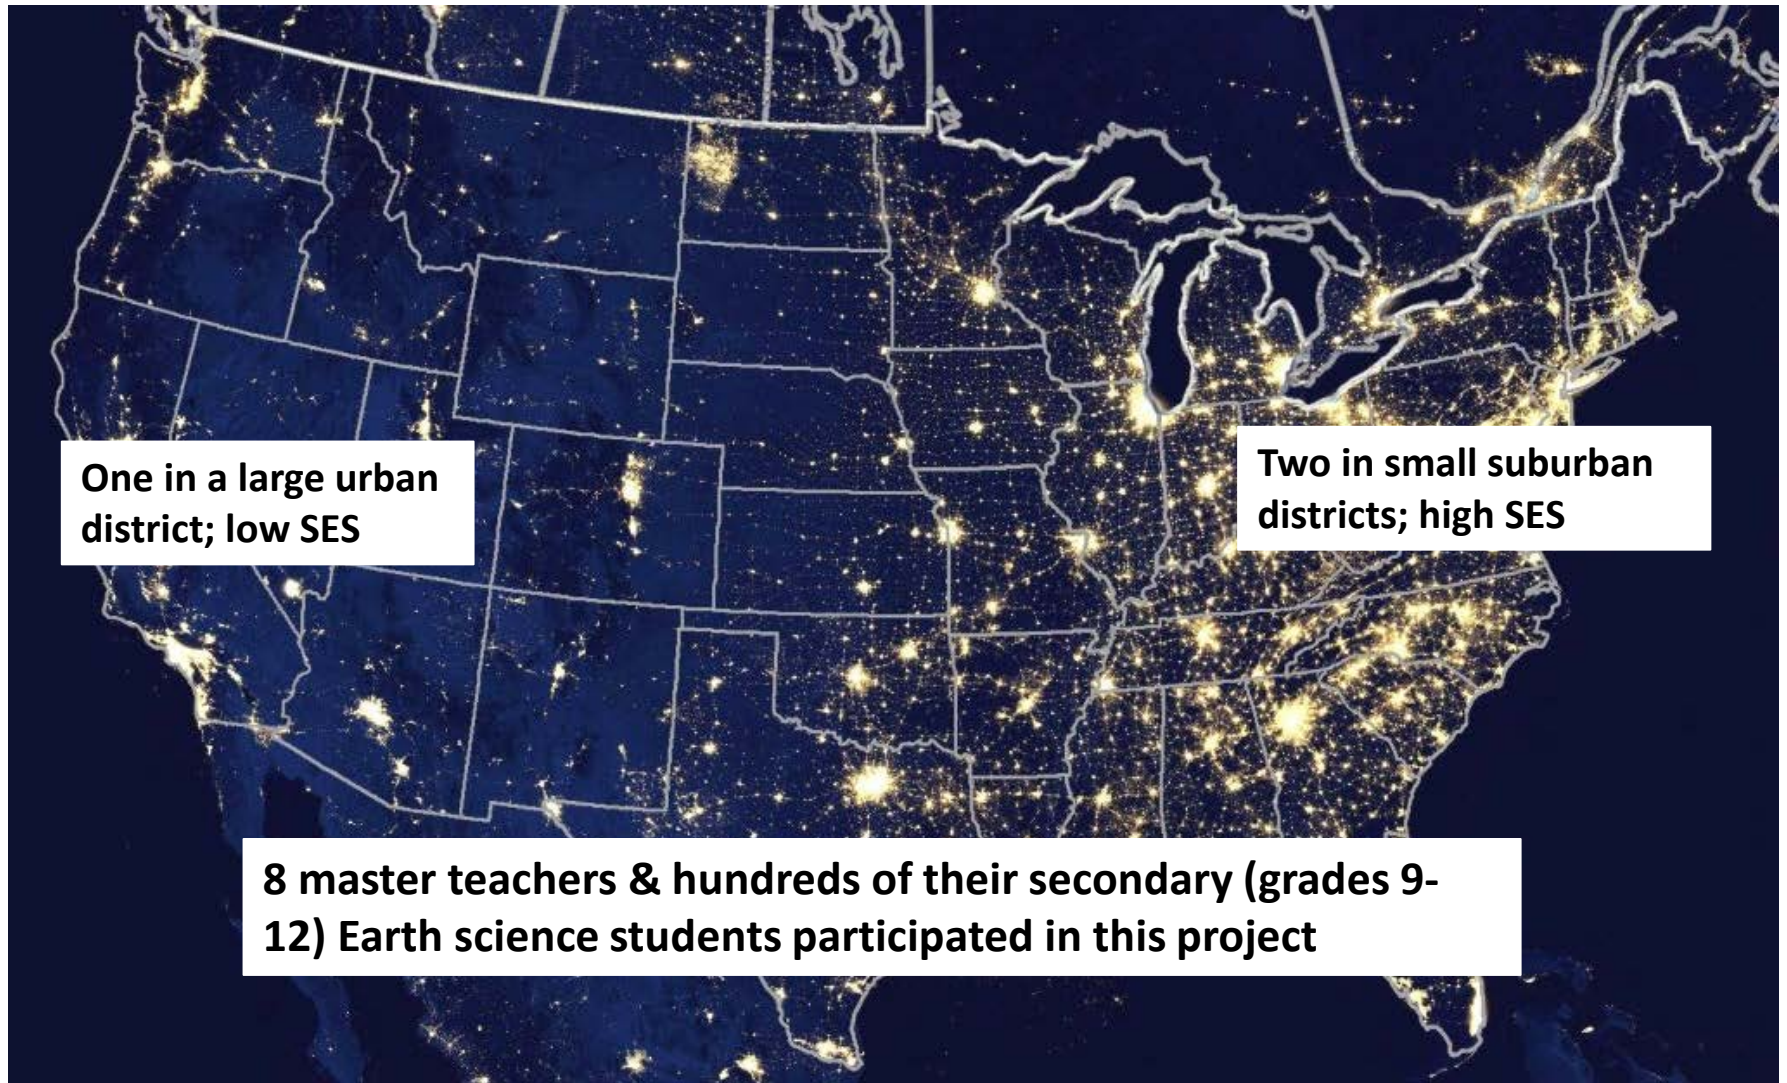 One in a large urban
district; low SES
Two in small suburban
districts; high SES
8 master teachers & hundreds of their secondary (grades 9-
12) Earth science students participated in this project